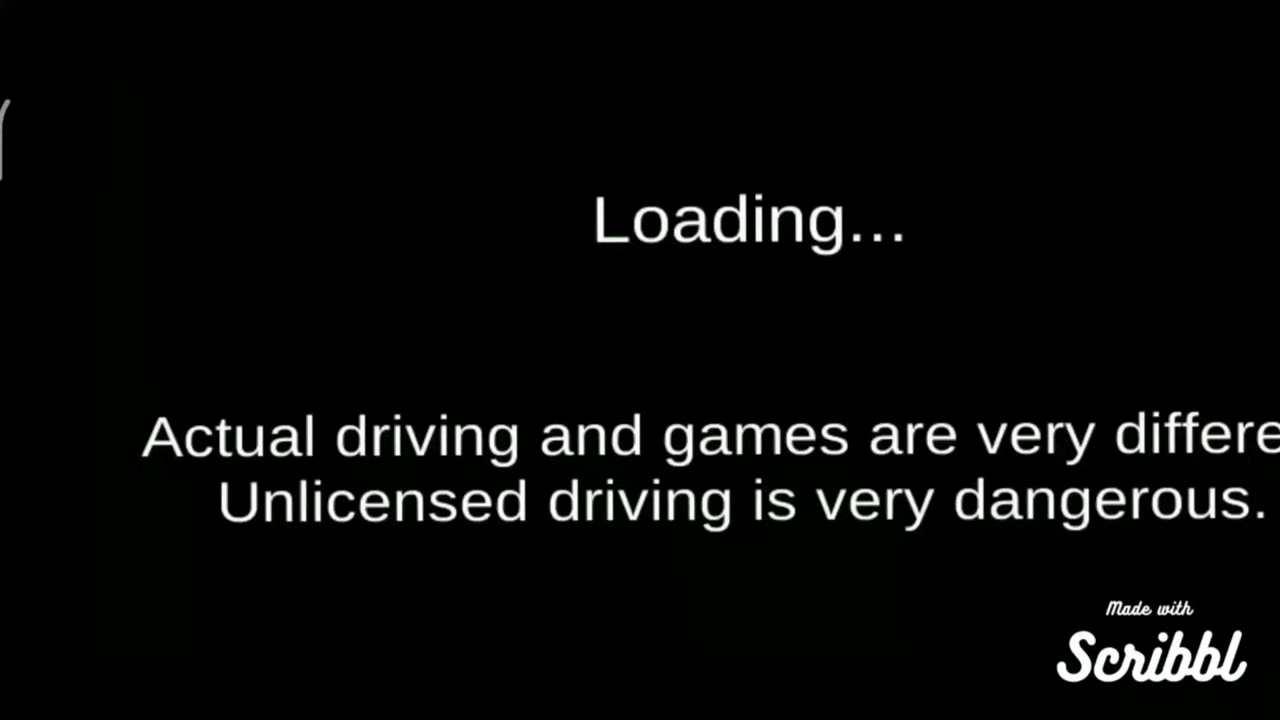 Loading...
Actual driving and games are very differe
Unlicensed driving is very dangerous.
Made with
Scribbl